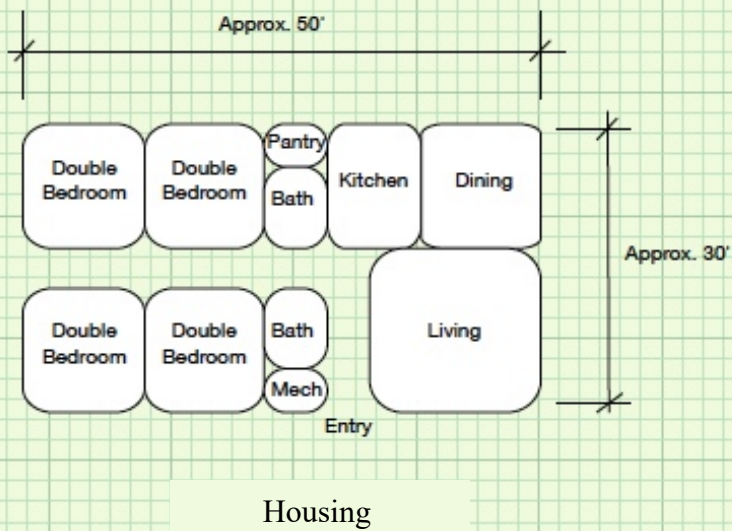 Approx. 50'
Pantry
Double
Bedroom
Double
Bedroom
Bath
Kitchen
Dining
Approx. 30'
Double
Bedroom
Double
Bedroom
Bath
Living
Mech
Entry
Housing